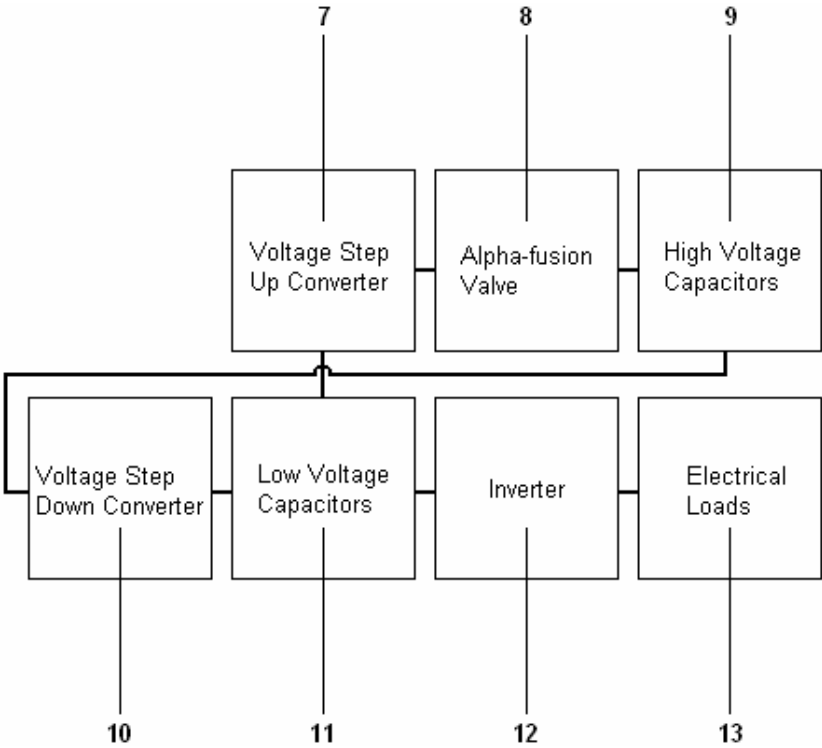 7
8
9
Voltage Step
Up Converter
Alpha-fusion
Valve
High Voltage
Capacitors
Voltage Step
Down Converter
Low Voltage
Capacitors
Inverter
Electrical
Loads
10
11
12
13